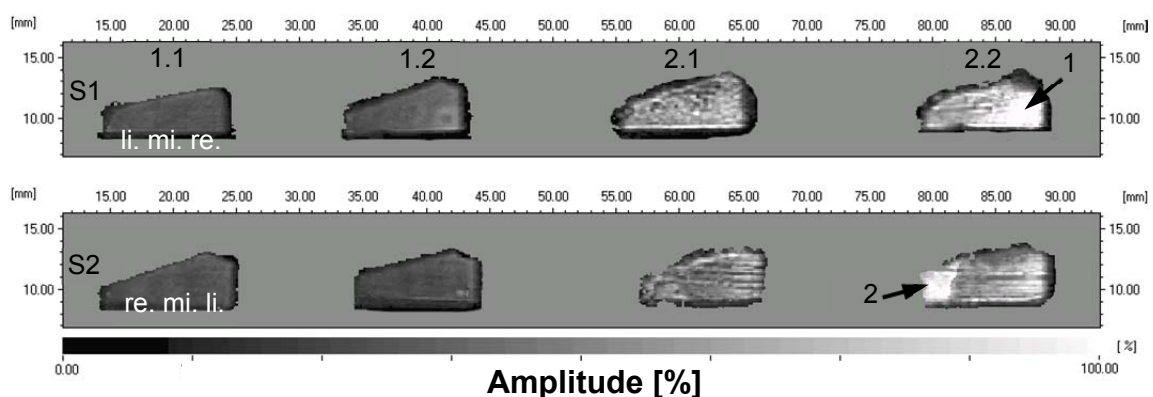 [mm] 15.00 20.00 25.00 30.00 35.00 40.00 45.00 50.00 55.00 60.00 65.00 70.00 75.00 80.00 85.00 90.00 [mm]
15.00 1.1 1.2 2.1 2.2 1 15.00
S1
10.00 10.00
li. mi. re.
[mm] 15.00 20.00 25.00 30.00 35.00 40.00 45.00 50.00 55.00 60.00 65.00 70.00 75.00 80.00 85.00 90.00 [mm]
15.00 15.00
S2
10.00 2 10.00
re. mi. li.
[%]
0.00 100.00
Amplitude [%]